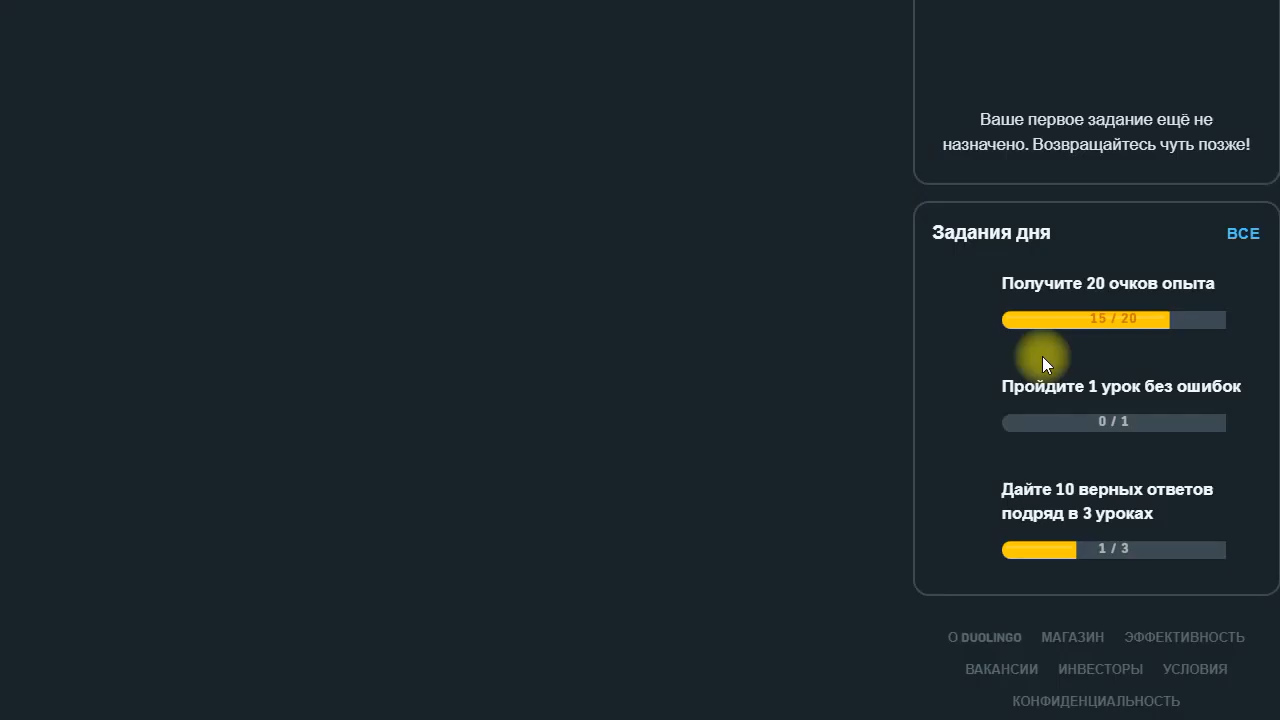 Ваше первое задание ещё не
назначено. Возвращайтесь чуть позже!
Задания дня
ВСЕ
Получите 20 очков опыта
15 / 20
Пройдите 1 урок без ошибок
0 / 1
Дайте 10 верных ответов
подряд в 3 уроках
1 / 3
О DUOLINGO МАГАЗИН ЭФФЕКТИВНОСТЬ
ВАКАНСИИ ИНВЕСТОРЫ УСЛОВИЯ
КОНФИДЕНЦИАЛЬНОСТЬ